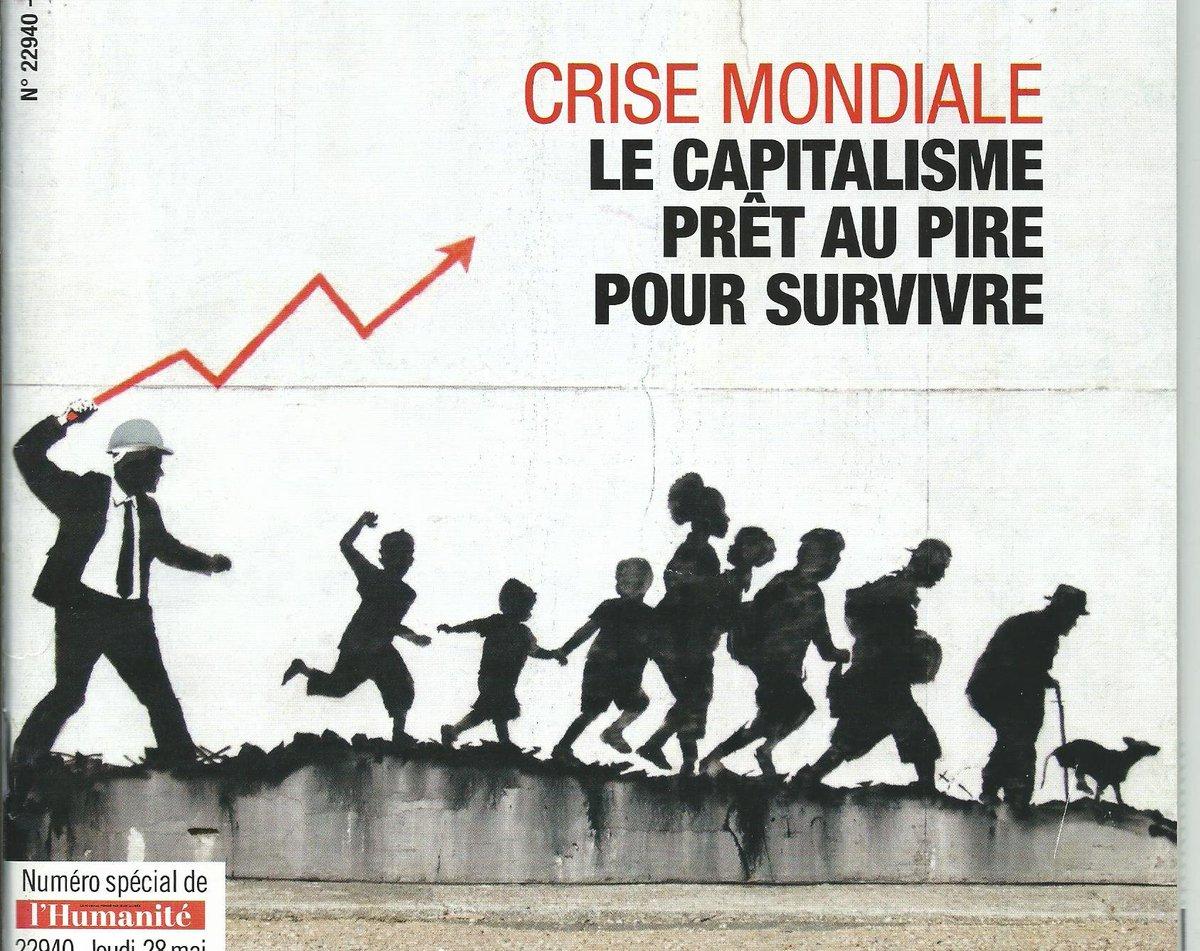 N° 22940 -
CRISE MONDIALE
LE CAPITALISME
PRÊT AU PIRE
POUR SURVIVRE
Numéro spécial de
l'Humanité
22940 Jeudi 28 mai